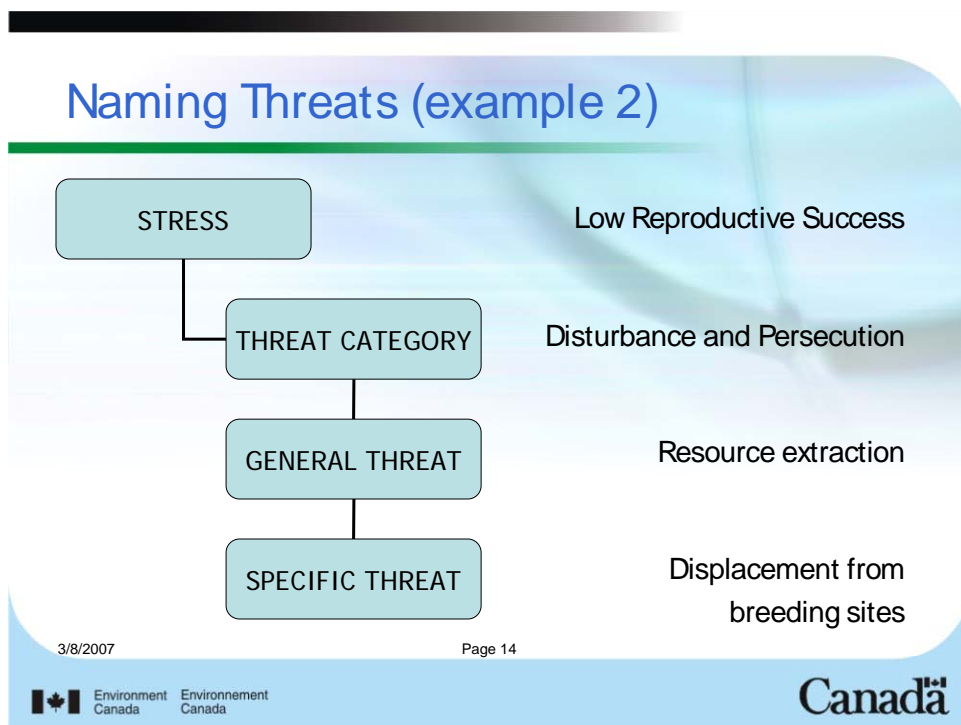 Naming Threats (example 2)
STRESS
Low Reproductive Success
THREAT CATEGORY
Disturbance and Persecution
GENERAL THREAT
Resource extraction
SPECIFIC THREAT
Displacement from
breeding sites
3/8/2007
Page 14
Environment Environnement
Canada Canada
Canada